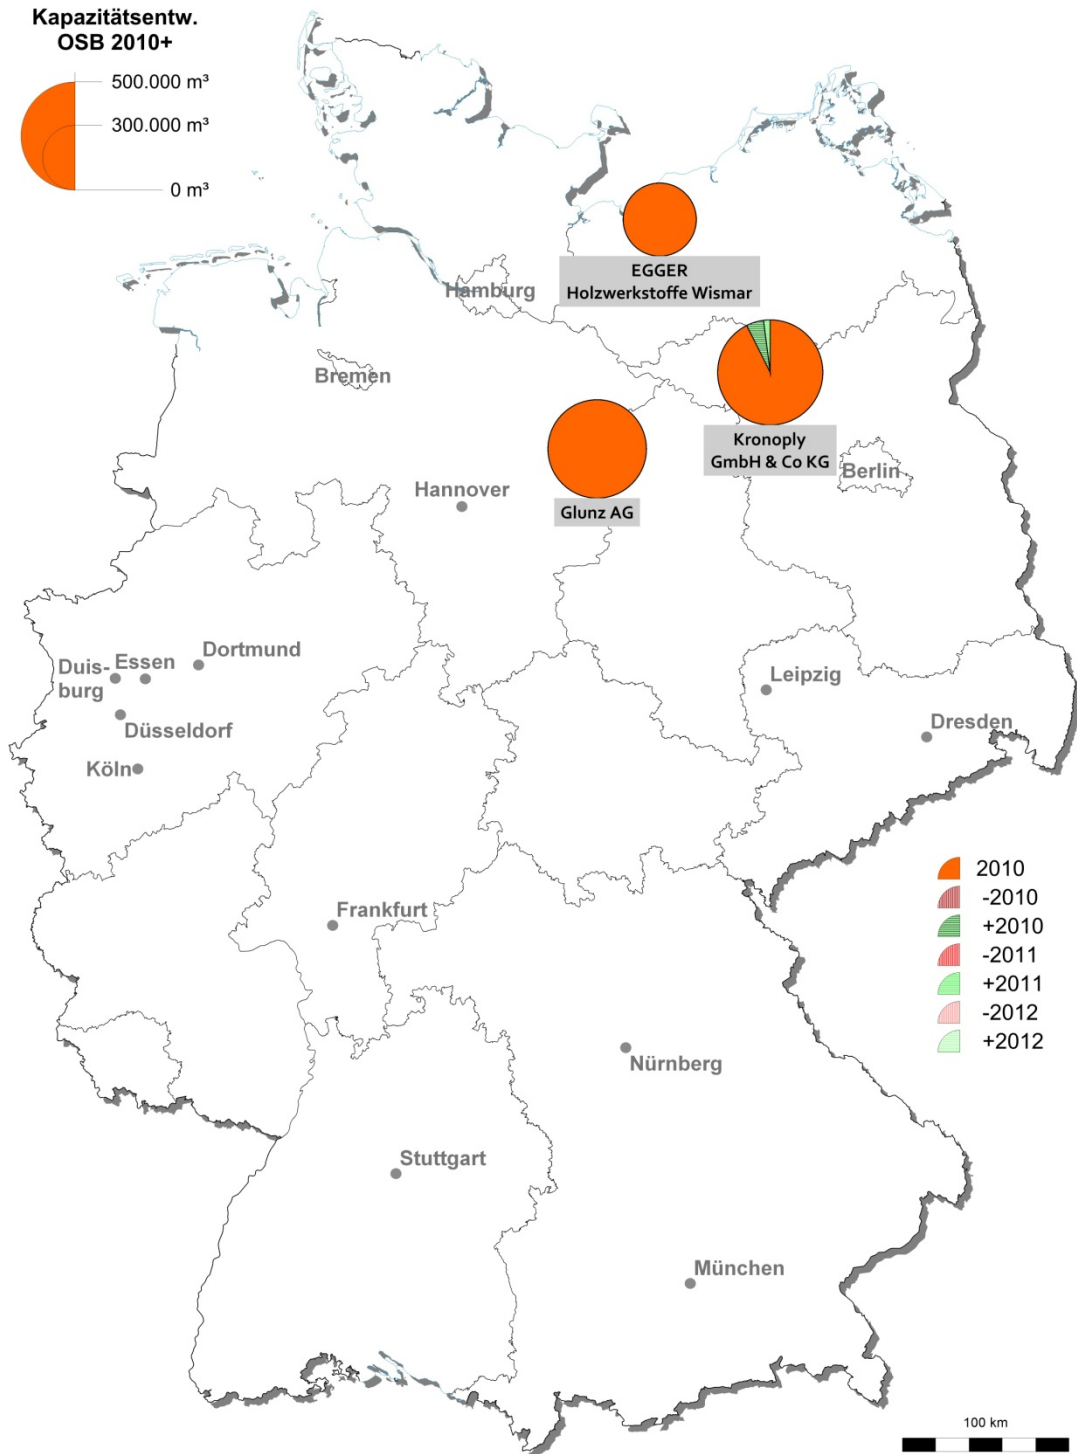 Kapazitätsentw.
OSB 2010+
500.000 m³
300.000 m³
0 m³
EGGER
Holzwerkstoffe Wismar
Hamburg
Bremen
Kronoply
GmbH & Co KG
Berlin
Hannover
Glunz AG
Dortmund
Duis-
burg
Essen
Düsseldorf
Köln
Leipzig
Dresden
2010
-2010
+2010
-2011
+2011
-2012
+2012
Frankfurt
Nürnberg
Stuttgart
München
100 km